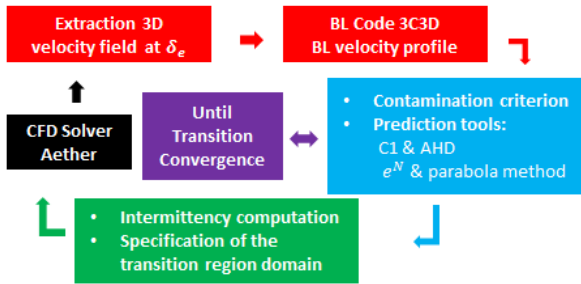 Extraction 3D
velocity field at δₑ
BL Code 3C3D
BL velocity profile
CFD Solver
Aether
Until
Transition
Convergence
• Contamination criterion
• Prediction tools:
C1 & AHD
eᴺ & parabola method
• Intermittency computation
• Specification of the
transition region domain